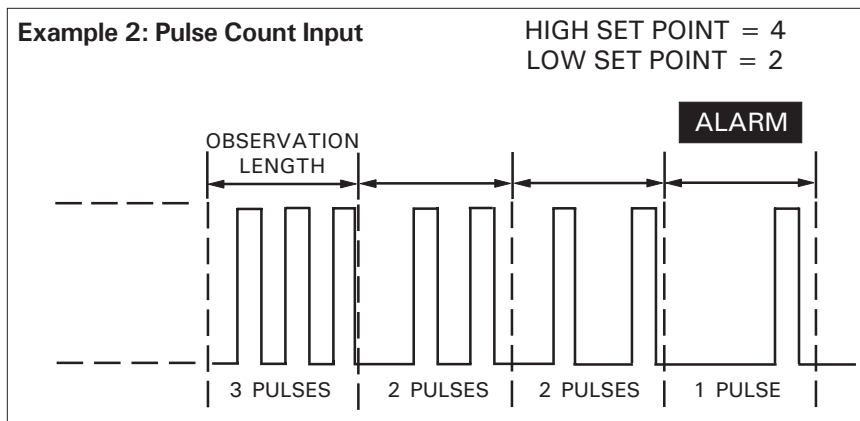 Example 2: Pulse Count Input
HIGH SET POINT = 4
LOW SET POINT = 2
ALARM
OBSERVATION
LENGTH
3 PULSES
2 PULSES
2 PULSES
1 PULSE